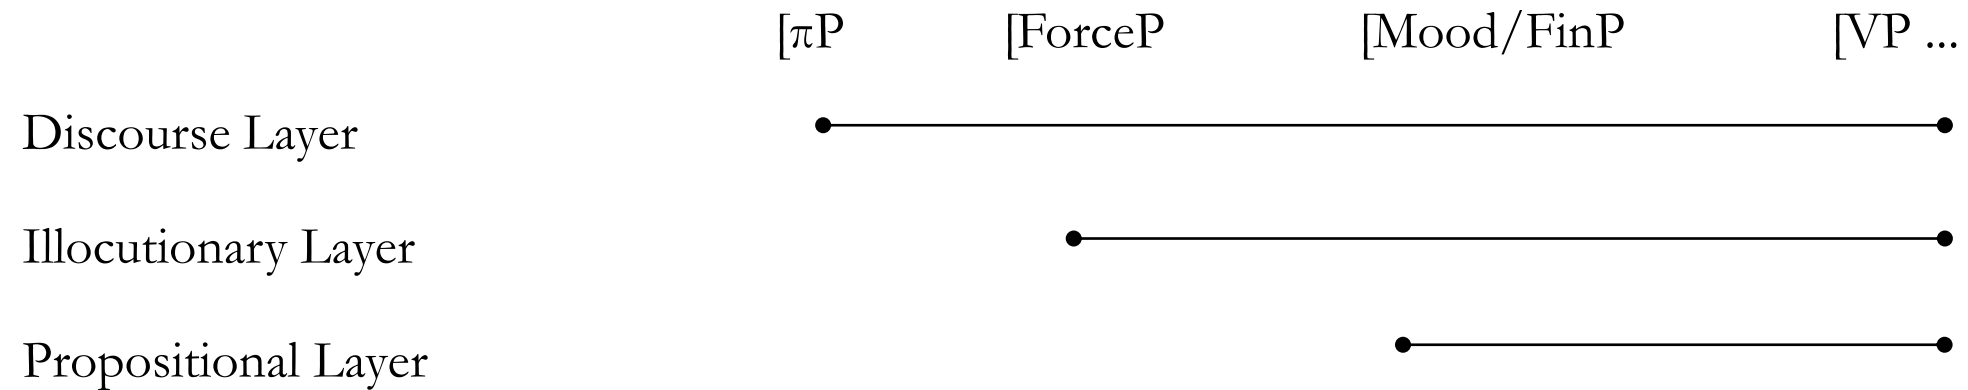 [πP [ForceP [Mood/FinP [VP ...
Discourse Layer
Illocutionary Layer
Propositional Layer